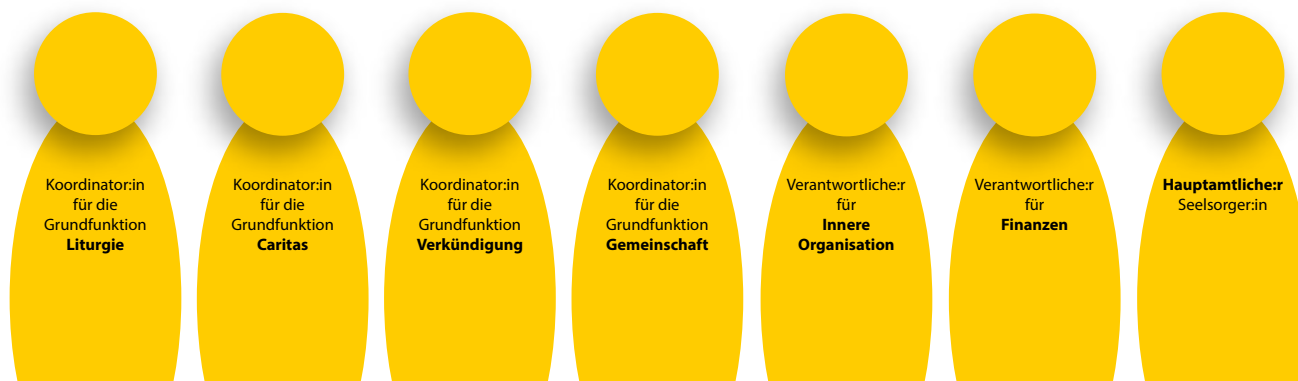 Koordinator:in
für die
Grundfunktion
Liturgie
Koordinator:in
für die
Grundfunktion
Caritas
Koordinator:in
für die
Grundfunktion
Verkündigung
Koordinator:in
für die
Grundfunktion
Gemeinschaft
Verantwortliche:r
für
Innere
Organisation
Verantwortliche:r
für
Finanzen
Hauptamtliche:r
Seelsorger:in